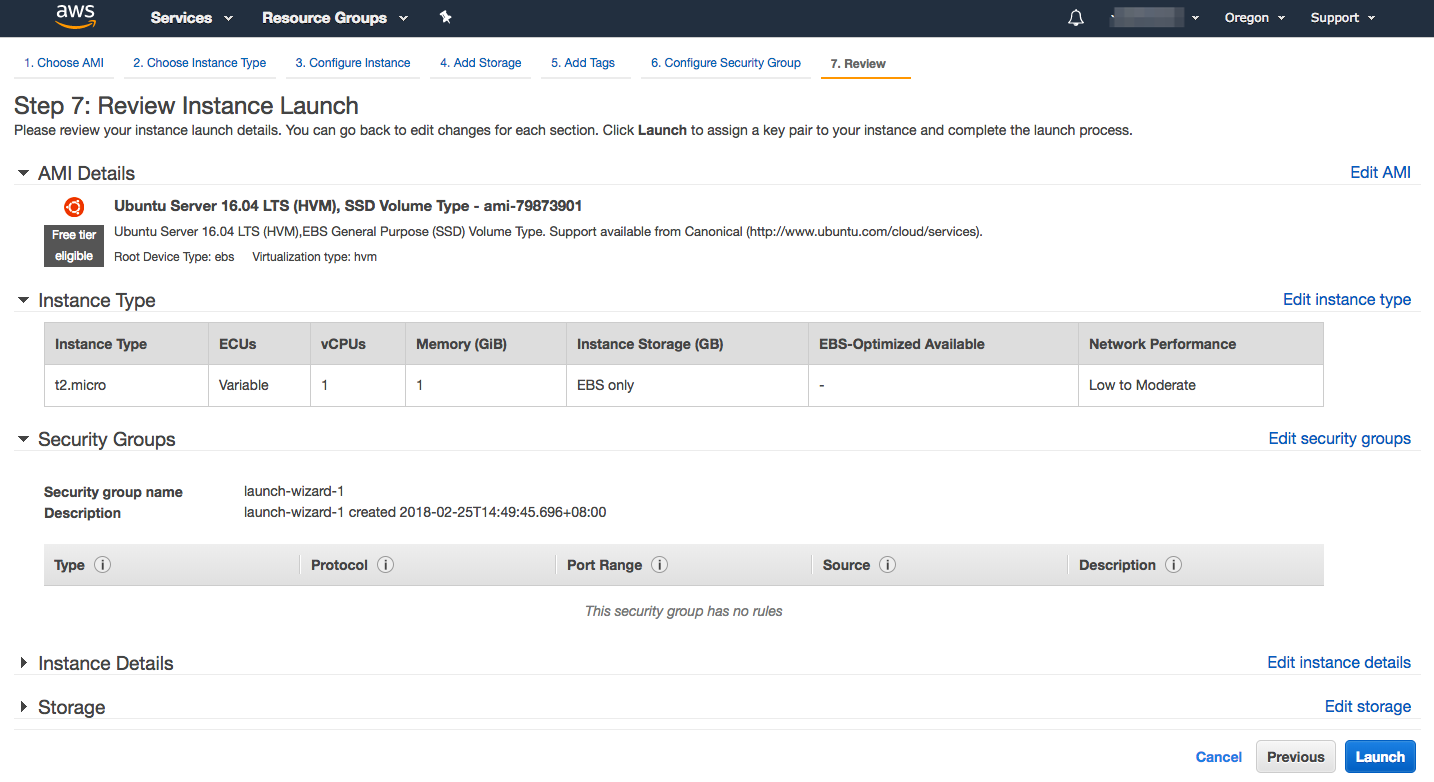 aws Services Resource Groups Oregon Support
1. Choose AMI 2. Choose Instance Type 3. Configure Instance 4. Add Storage 5. Add Tags 6. Configure Security Group 7. Review
Step 7: Review Instance Launch
Please review your instance launch details. You can go back to edit changes for each section. Click Launch to assign a key pair to your instance and complete the launch process.
AMI Details Edit AMI
Ubuntu Server 16.04 LTS (HVM), SSD Volume Type - ami-79873901
Free tier eligible
Ubuntu Server 16.04 LTS (HVM),EBS General Purpose (SSD) Volume Type. Support available from Canonical (http://www.ubuntu.com/cloud/services).
Root Device Type: ebs Virtualization type: hvm
Instance Type Edit instance type
Instance Type ECUs vCPUs Memory (GiB) Instance Storage (GB) EBS-Optimized Available Network Performance
t2.micro Variable 1 1 EBS only - Low to Moderate
Security Groups Edit security groups
Security group name launch-wizard-1
Description launch-wizard-1 created 2018-02-25T14:49:45.696+08:00
Type i Protocol i Port Range i Source i Description i
This security group has no rules
Instance Details Edit instance details
Storage Edit storage
Cancel Previous Launch